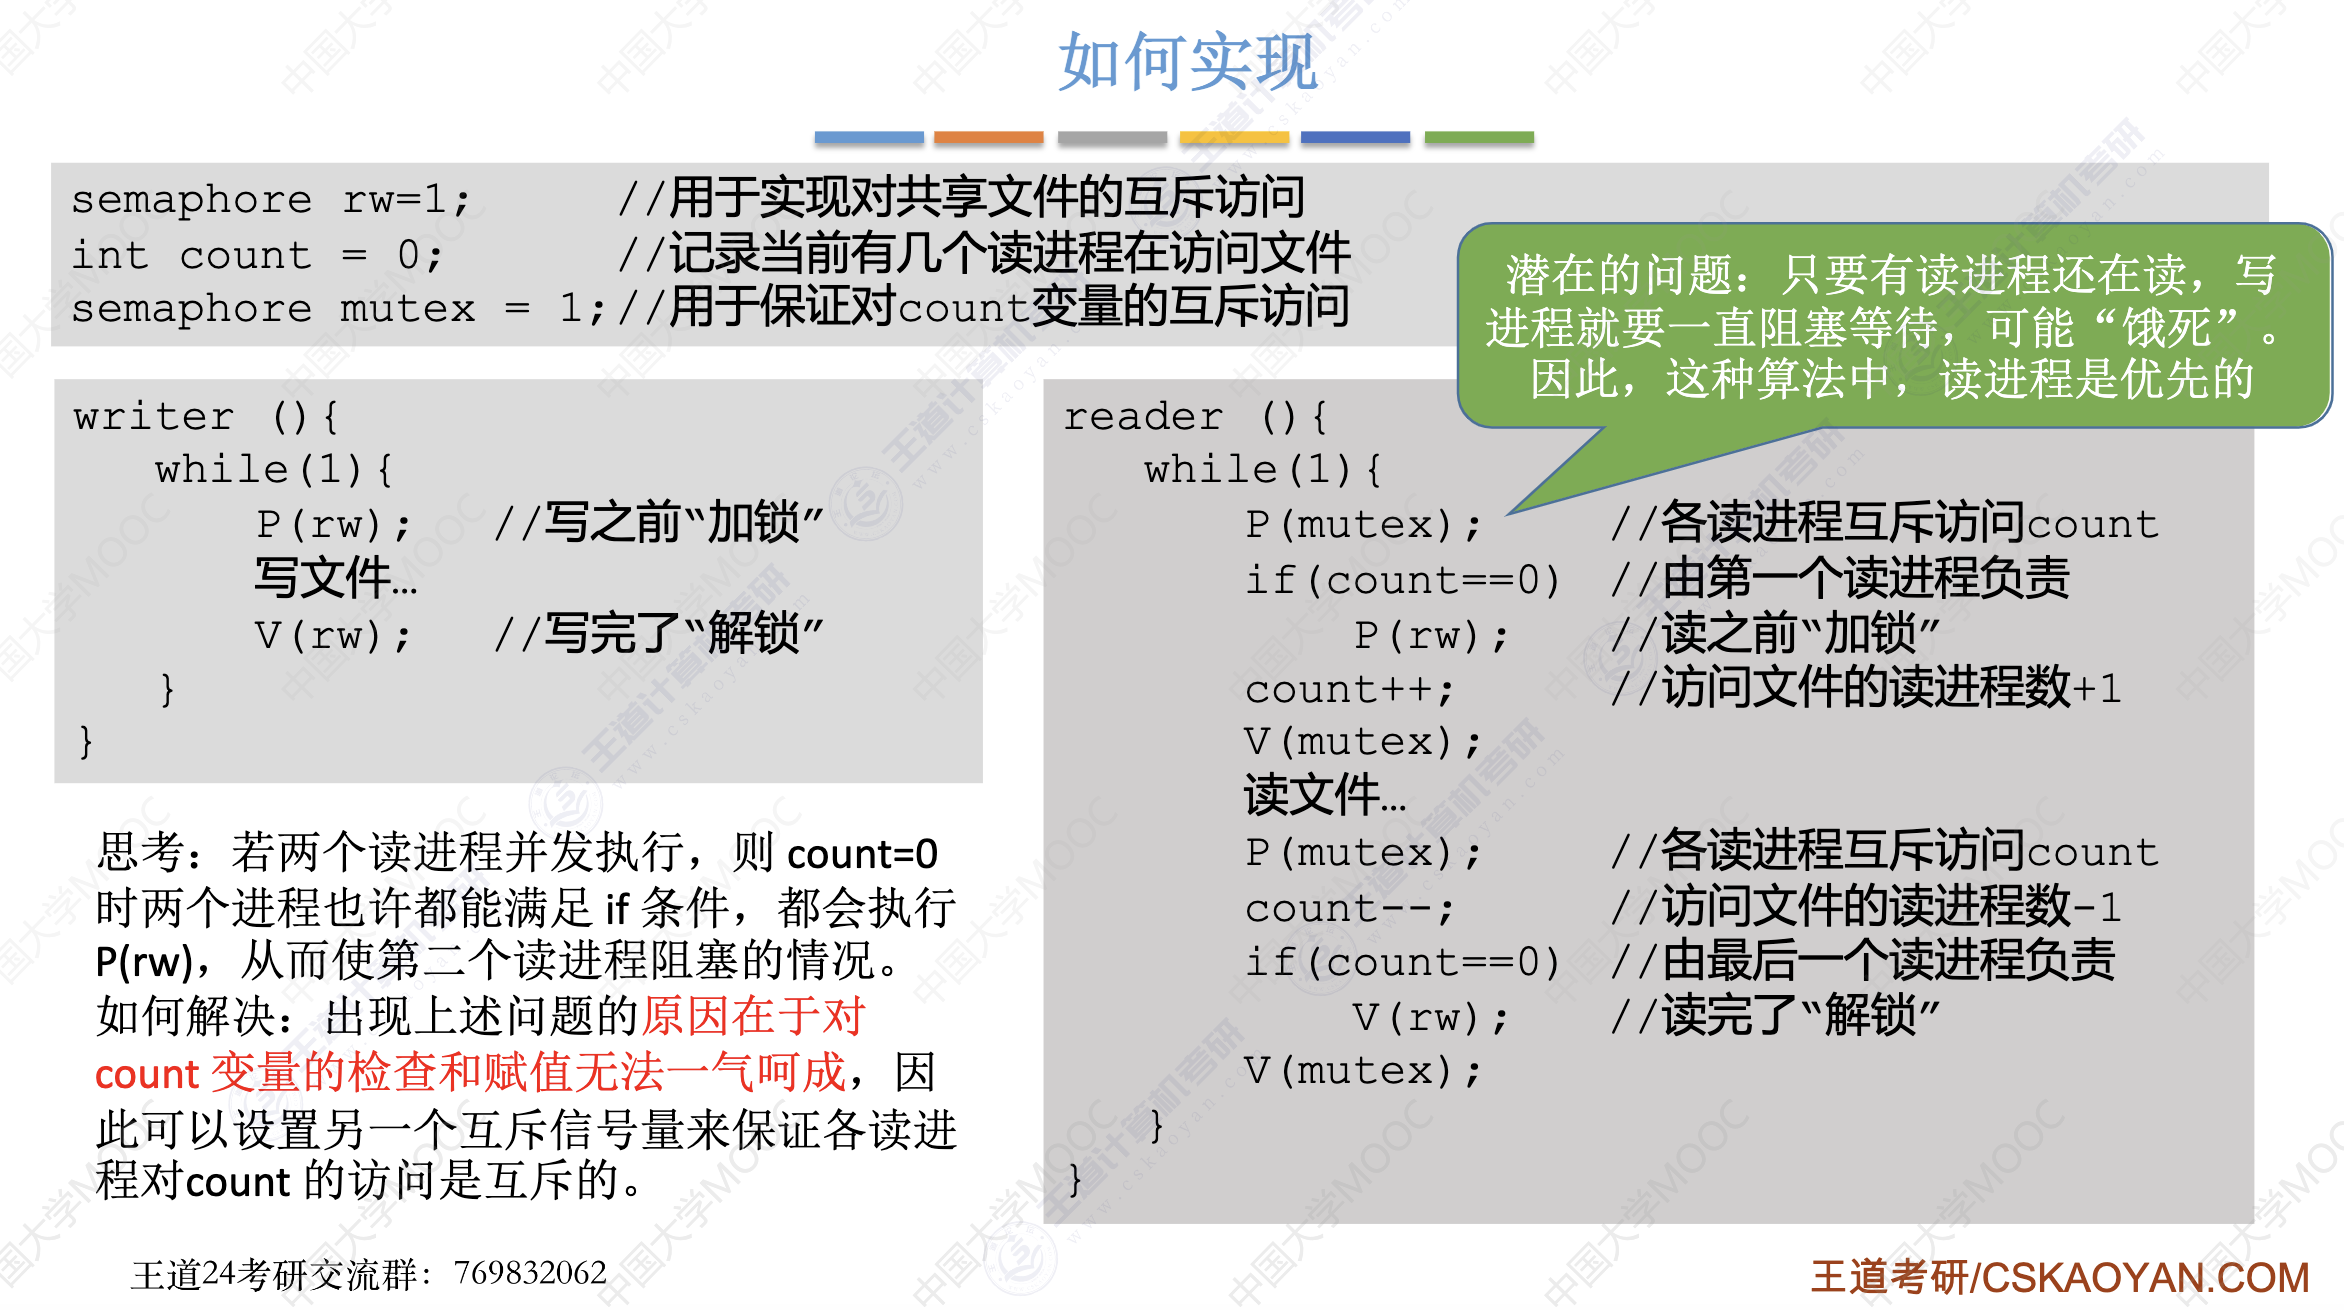 如何实现
semaphore rw=1; //用于实现对共享文件的互斥访问
int count = 0; //记录当前有几个读进程在访问文件
semaphore mutex = 1;//用于保证对count变量的互斥访问
潜在的问题：只要有读进程还在读，写
进程就要一直阻塞等待，可能“饿死”。
因此，这种算法中，读进程是优先的
writer (){
while(1){
P(rw); //写之前“加锁”
写文件…
V(rw); //写完了“解锁”
}
}
思考：若两个读进程并发执行，则 count=0
时两个进程也许都能满足 if 条件，都会执行
P(rw)，从而使第二个读进程阻塞的情况。
如何解决：出现上述问题的原因在于对
count 变量的检查和赋值无法一气呵成，因
此可以设置另一个互斥信号量来保证各读进
程对count 的访问是互斥的。
reader (){
while(1){
P(mutex); //各读进程互斥访问count
if(count==0) //由第一个读进程负责
P(rw); //读之前“加锁”
count++; //访问文件的读进程数+1
V(mutex);
读文件…
P(mutex); //各读进程互斥访问count
count--; //访问文件的读进程数-1
if(count==0) //由最后一个读进程负责
V(rw); //读完了“解锁”
V(mutex);
}
}
王道24考研交流群：769832062
王道考研/CSKAOYAN.COM
中国大学MOOC
王道计算机考研
www.cskaoyan.com